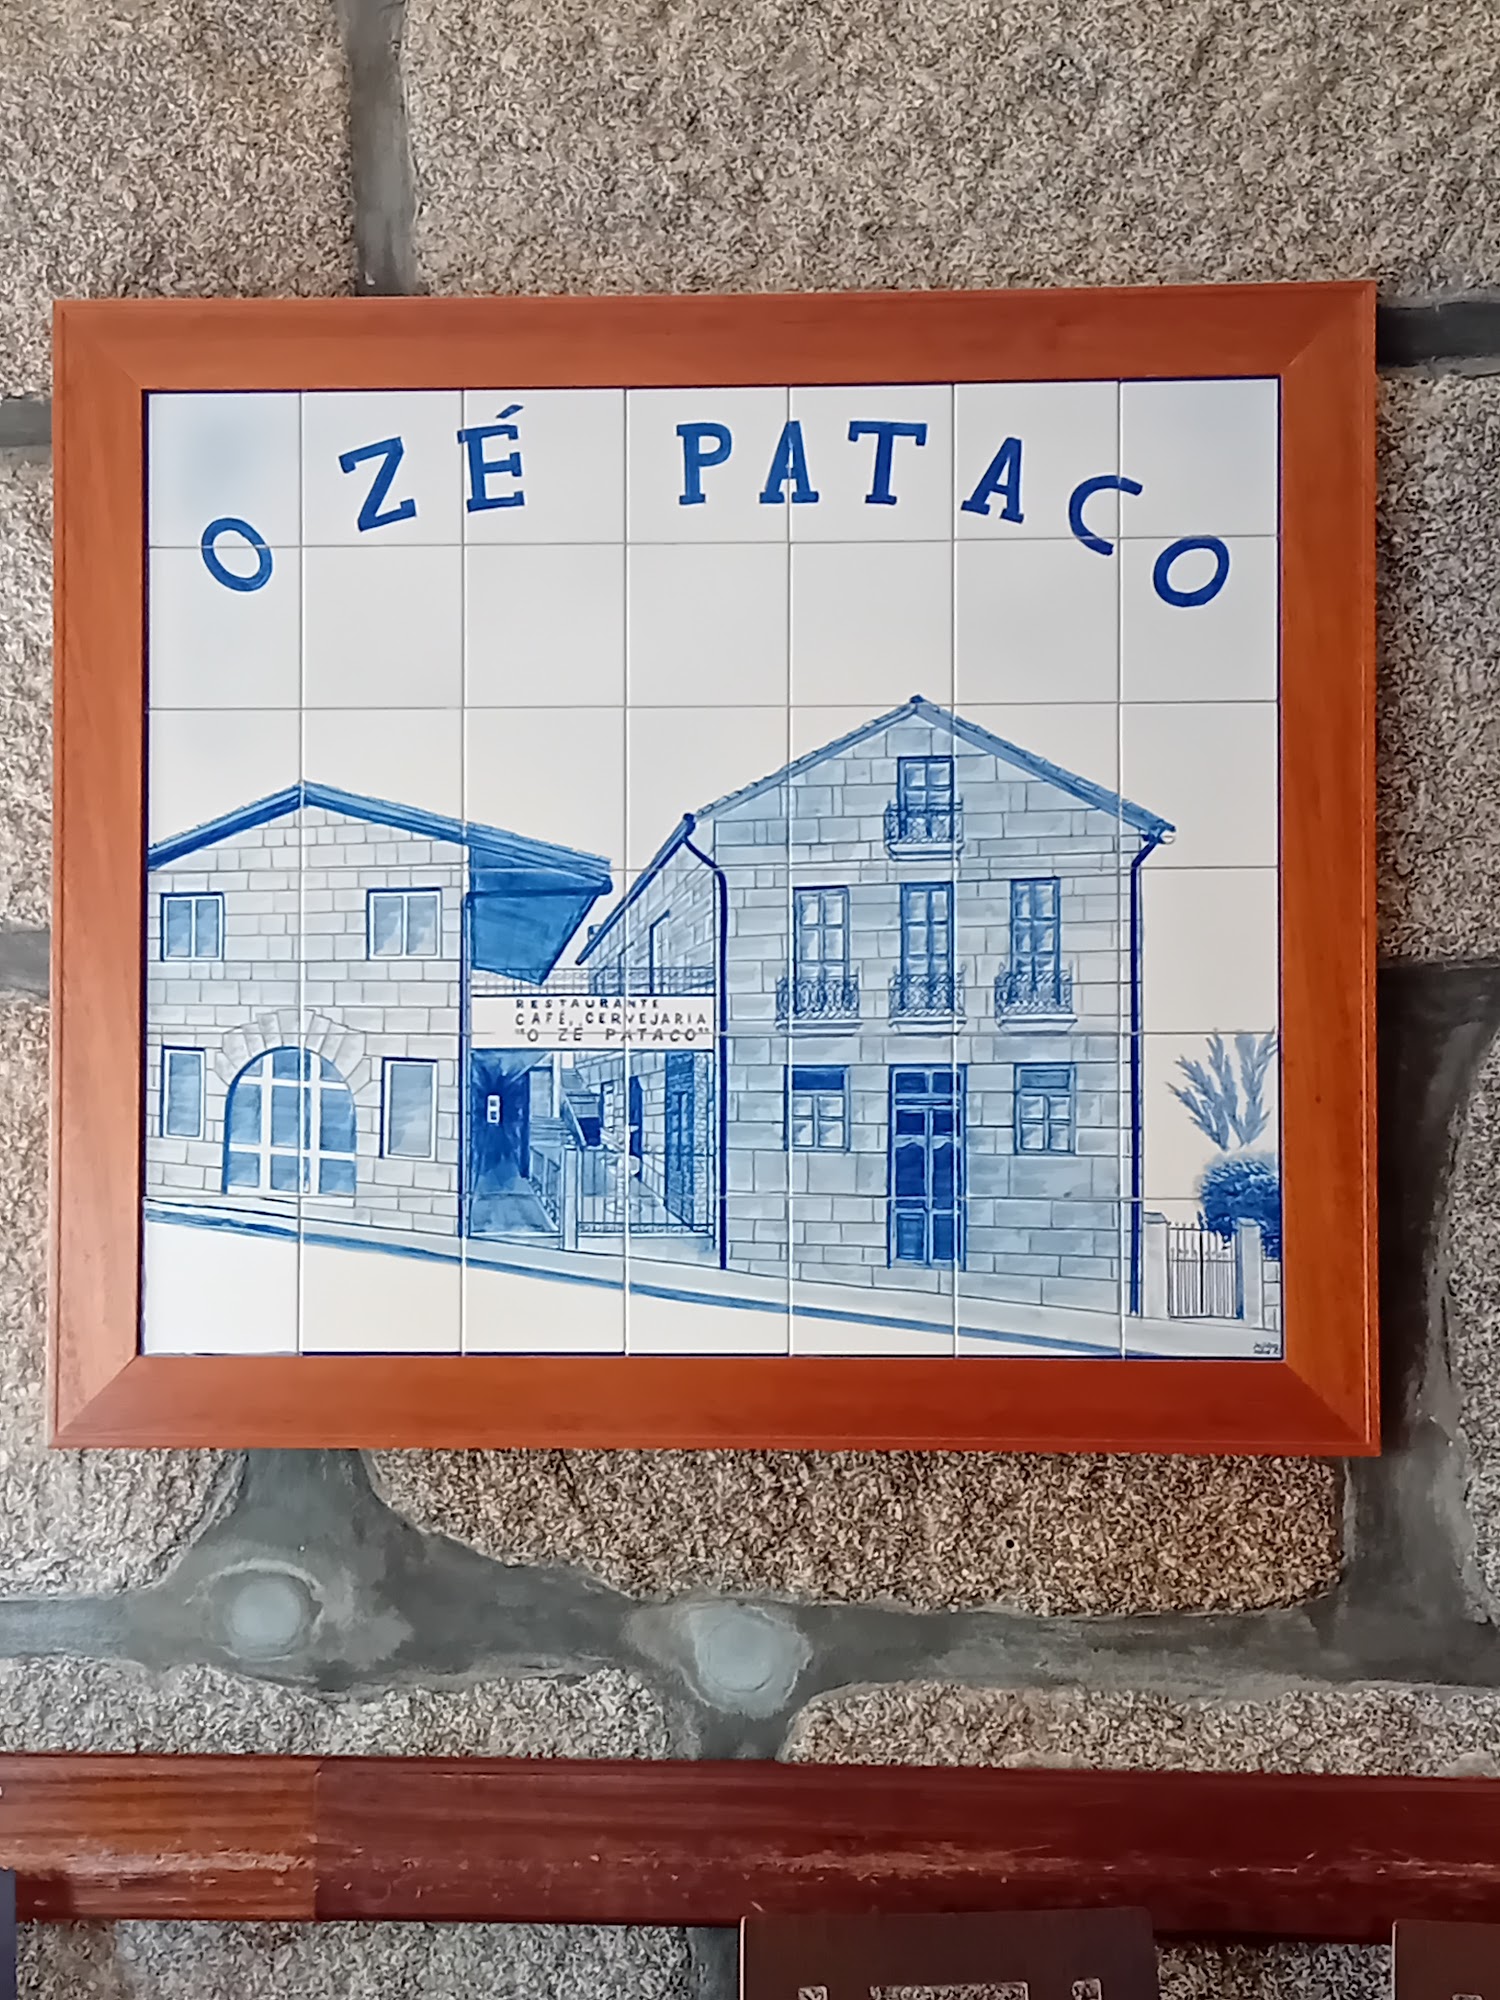 O ZÉ PATACO
RESTAURANTE
CAFÉ, CERVEJARIA
"O ZÉ PATACO"